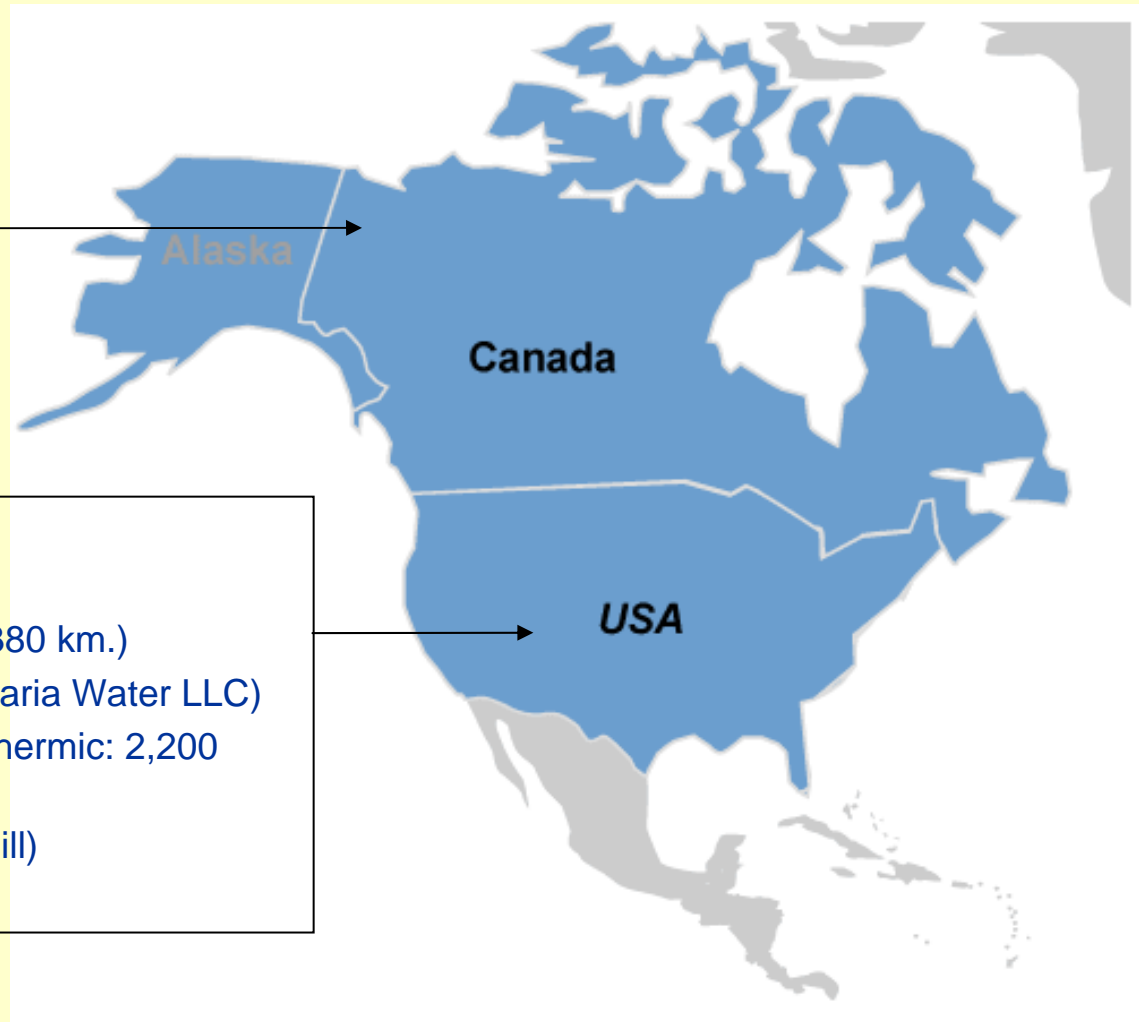 Alaska
Canada
USA
380 km.)
aria Water LLC)
hermic: 2,200
ill)